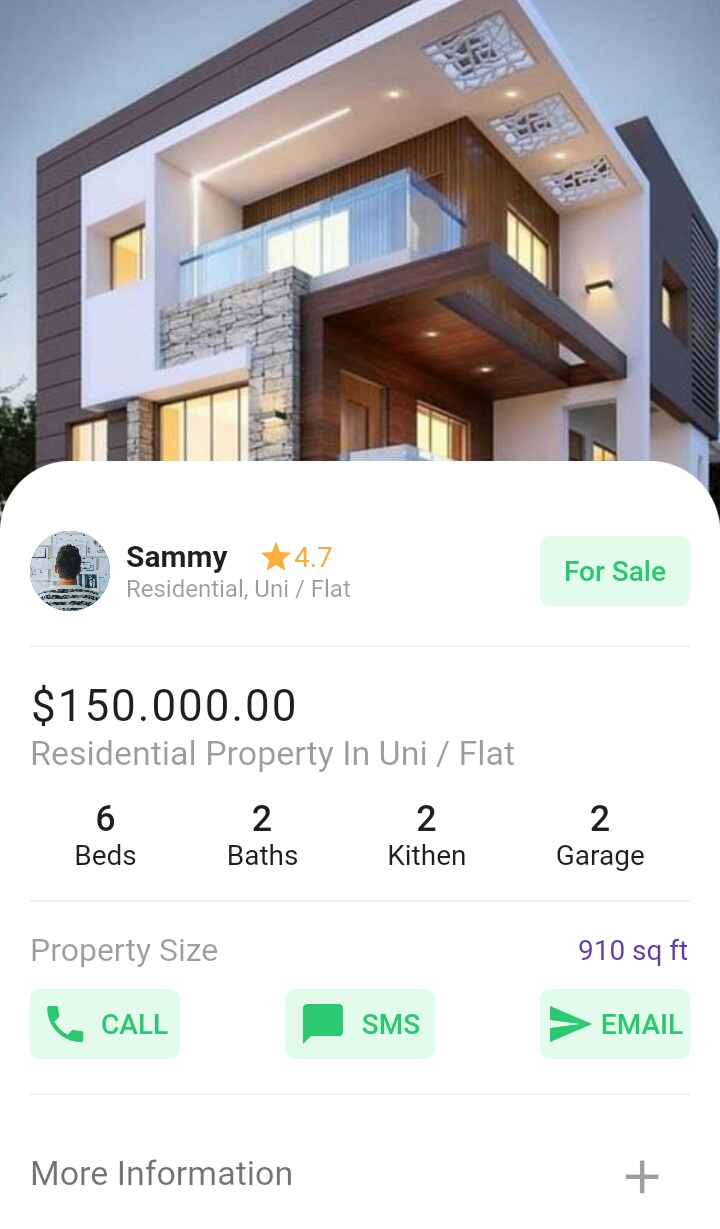 Sammy 4.7
Residential, Uni / Flat
For Sale
$150.000.00
Residential Property In Uni / Flat
6 2 2 2
Beds Baths Kithen Garage
Property Size 910 sq ft
CALL SMS EMAIL
More Information +